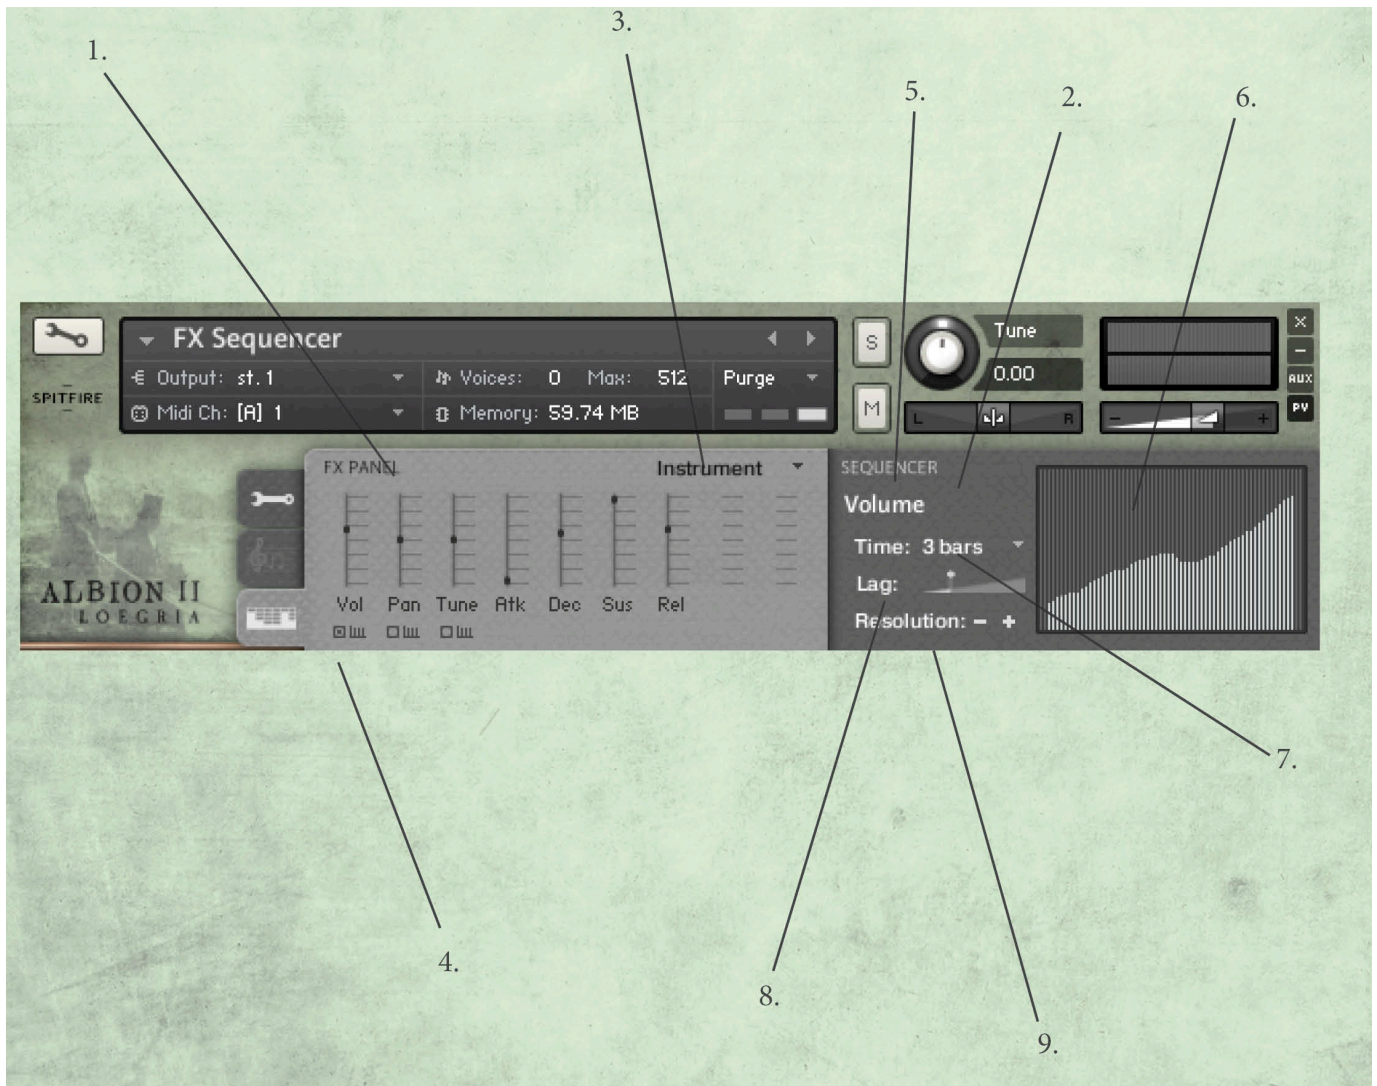 3.
1.
5.
2.
6.
FX Sequencer
S
Tune
x
Output: st.1
Voices: 0 Max: 512
Purge
0.00
AUX
SPITFIRE
Midi Ch: [A] 1
Memory: 59.74 MB
M
L
R
PV
FX PANEL
Instrument
SEQUENCER
Volume
Time: 3 bars
ALBION II
LOEGRIA
Lag:
Vol Pan Tune Atk Dec Sus Rel
Resolution: - +
7.
4.
8.
9.